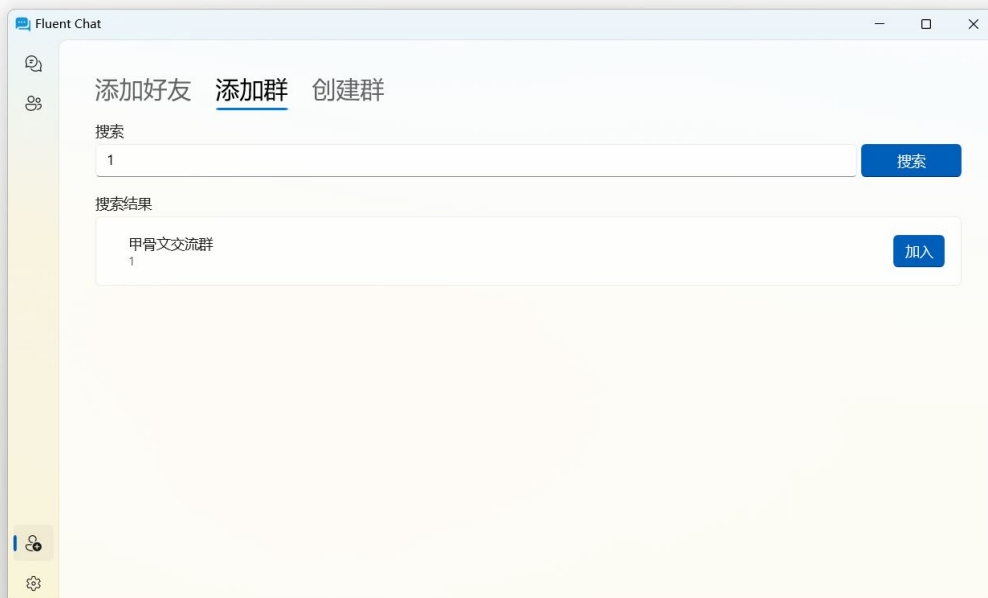 Fluent Chat
添加好友 添加群 创建群
搜索
1 搜索
搜索结果
甲骨文交流群
1
加入